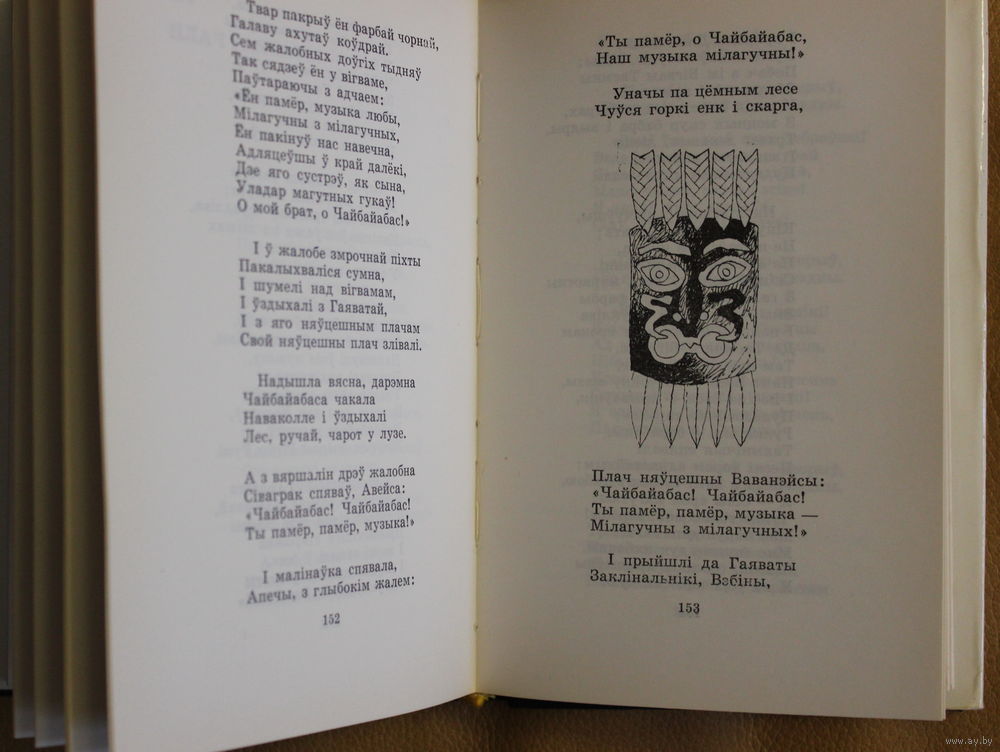 Твар пакрыў ён фарбай чорнай,
Галаву ахутаў коўдрай.
Сем жалобных доўгіх тыдняў
Так сядзеў ён у вігваме,
Паўтараючы з адчаем:
«Ён памёр, музыка любы,
Мілагучны з мілагучных,
Ён пакінуў нас навечна,
Адляцеўшы ў край далёкі,
Дзе яго сустрэў, як сына,
Уладар магутных гукаў!
О мой брат, о Чайбайабас!»
І ў жалобе змрочнай піхты
Пакалыхваліся сумна,
І шумелі над вігвамам,
І ўздыхалі з Гаяватай,
І з яго няўцешным плачам
Свой няўцешны плач злівалі.
Надышла вясна, дарэмна
Чайбайабаса чакала
Наваколле і ўздыхалі
Лес, ручай, чарот у лузе.
А з вяршалін дрэў жалобна
Сіваграк спяваў, Авейса:
«Чайбайабас! Чайбайабас!
Ты памёр, памёр, музыка!»
І малінаўка спявала,
Апечы, з глыбокім жалем:
152
«Ты памёр, о Чайбайабас,
Наш музыка мілагучны!»
Уначы па цёмным лесе
Чуўся горкі енк і скарга,
Плач няўцешны Вававанэйсы:
«Чайбайабас! Чайбайабас!
Ты памёр, памёр, музыка —
Мілагучны з мілагучных!»
І прыйшлі да Гаяваты
Заклінальнікі, Вэбіны,
153
www.ay.by